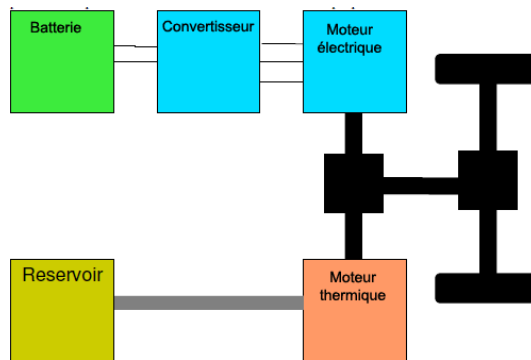 Batterie
Convertisseur
Moteur
électrique
Reservoir
Moteur
thermique